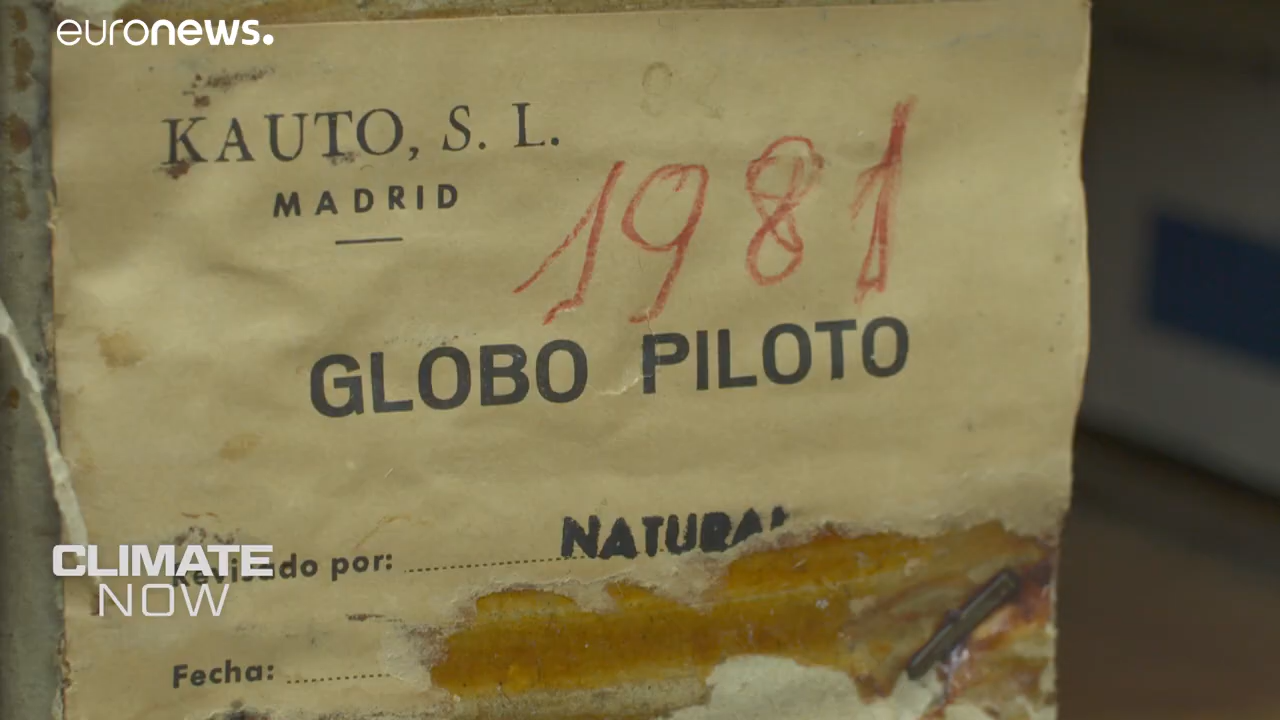 euronews.
KAUTO, S. L.
MADRID
1981
GLOBO PILOTO
NATURAL
Revisado por:
CLIMATE
NOW
Fecha: